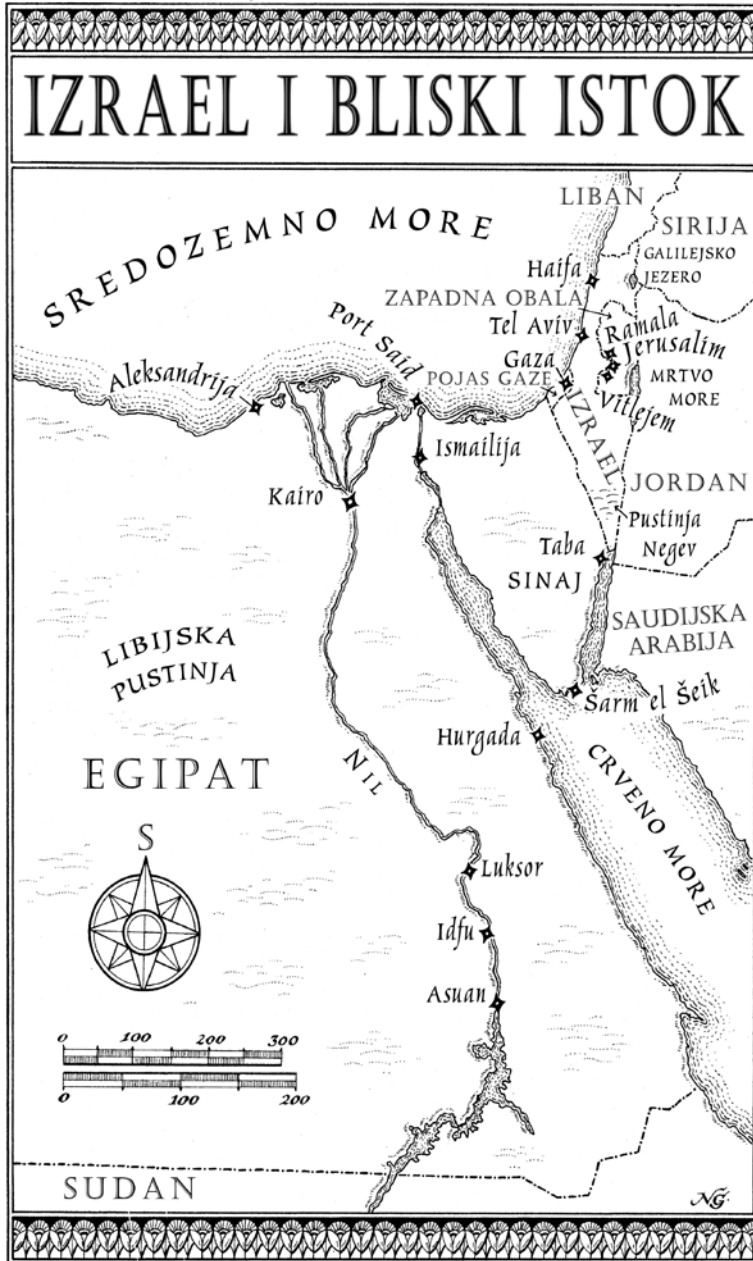 IZRAEL I BLISKI ISTOK
LIBAN
SIRIJA
SREDOZEMNO MORE
GALILEJSKO
JEZERO
Haifa
ZAPADNA OBALA
Tel Aviv
Ramala
Port Said
Jerusalim
Gaza
Aleksandrija
POJAS GAZE
MRTVO
MORE
Vitlejem
IZRAEL
Ismailija
JORDAN
Kairo
Pustinja
Negev
Taba
SINAJ
SAUDIJSKA
ARABIJA
LIBIJSKA
PUSTINJA
Šarm el Šeik
Hurgada
NIL
EGIPAT
CRVENO MORE
S
Luksor
Idfu
Asuan
0 100 200 300
0 100 200
SUDAN
NG